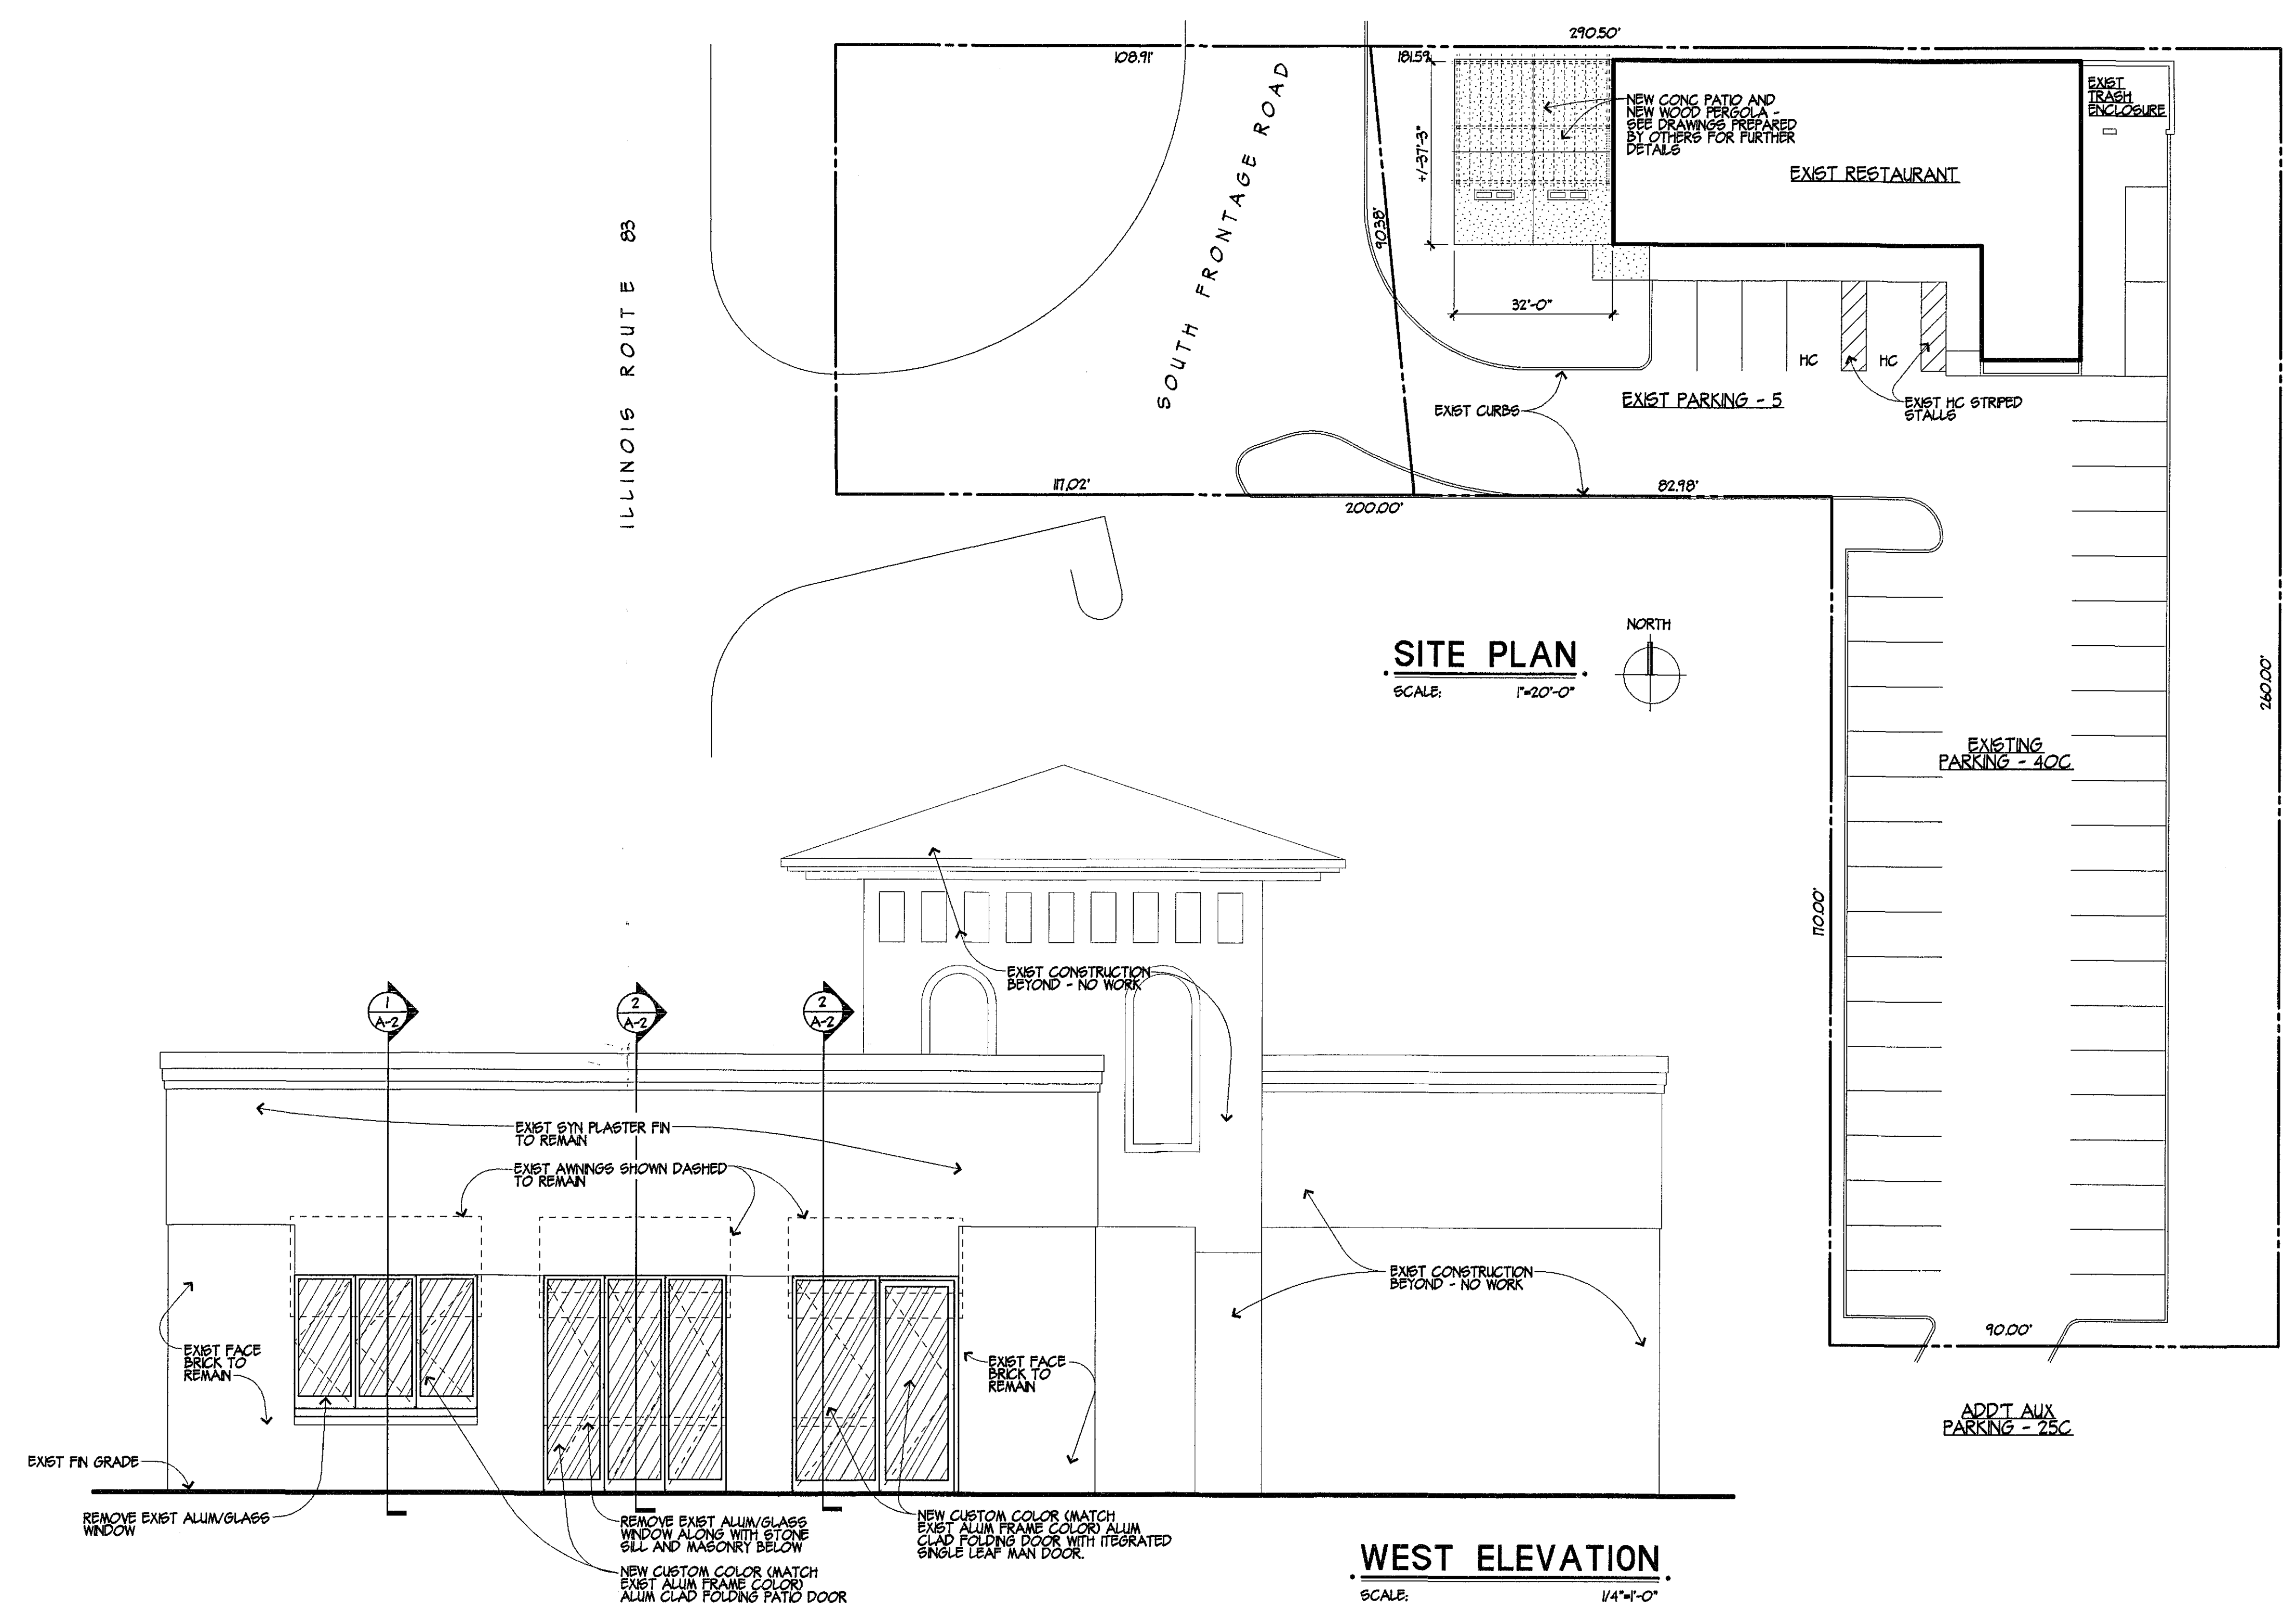 290.50'
108.91'
181.59
SOUTH FRONTAGE ROAD
ILLINOIS ROUTE 83
+/-37'-3"
90.38'
NEW CONC PATIO AND
NEW WOOD PERGOLA -
SEE DRAWINGS PREPARED
BY OTHERS FOR FURTHER
DETAILS
EXIST RESTAURANT
EXIST
TRASH
ENCLOSURE
32'-0"
HC
HC
EXIST CURBS
EXIST PARKING - 5
EXIST HC STRIPED
STALLS
117.02'
82.98'
200.00'
SITE PLAN
SCALE: 1"=20'-0"
NORTH
260.00'
EXISTING
PARKING - 40C
170.00'
90.00'
ADD'T AUX
PARKING - 25C
EXIST CONSTRUCTION
BEYOND - NO WORK
1
A-2
2
A-2
2
A-2
EXIST SYN PLASTER FIN
TO REMAIN
EXIST AWNINGS SHOWN DASHED
TO REMAIN
EXIST CONSTRUCTION
BEYOND - NO WORK
EXIST FACE
BRICK TO
REMAIN
EXIST FACE
BRICK TO
REMAIN
EXIST FIN GRADE
REMOVE EXIST ALUM/GLASS
WINDOW
REMOVE EXIST ALUM/GLASS
WINDOW ALONG WITH STONE
SILL AND MASONRY BELOW
NEW CUSTOM COLOR (MATCH
EXIST ALUM FRAME COLOR)
ALUM CLAD FOLDING PATIO DOOR
NEW CUSTOM COLOR (MATCH
EXIST ALUM FRAME COLOR) ALUM
CLAD FOLDING DOOR WITH ITEGRATED
SINGLE LEAF MAN DOOR.
WEST ELEVATION
SCALE: 1/4"=1'-0"